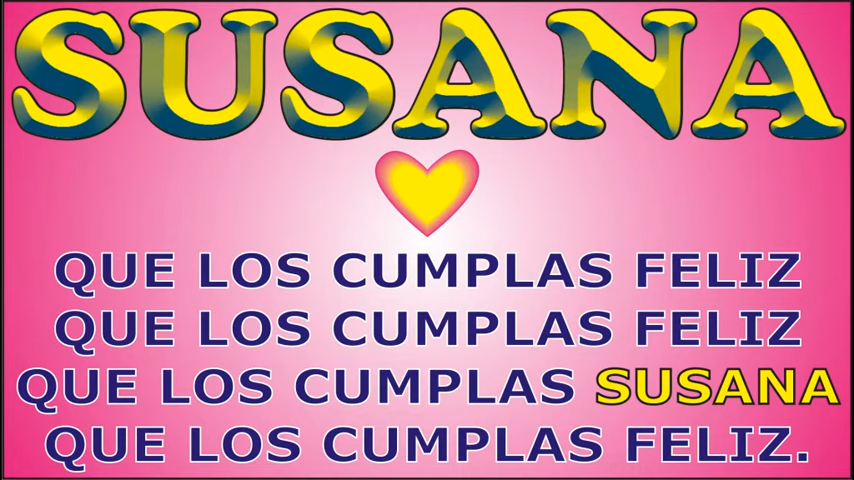 SUSANA
QUE LOS CUMPLAS FELIZ
QUE LOS CUMPLAS FELIZ
QUE LOS CUMPLAS SUSANA
QUE LOS CUMPLAS FELIZ.